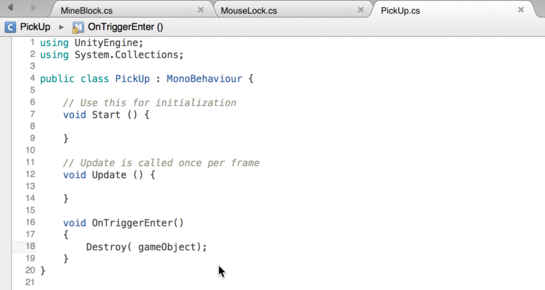 MineBlock.cs MouseLock.cs PickUp.cs
C PickUp ▸ M OnTriggerEnter ()
1 using UnityEngine;
2 using System.Collections;
3
4 public class PickUp : MonoBehaviour {
5
6 // Use this for initialization
7 void Start () {
8
9 }
10
11 // Update is called once per frame
12 void Update () {
13
14 }
15
16 void OnTriggerEnter()
17 {
18 Destroy( gameObject);
19 }
20 }
21